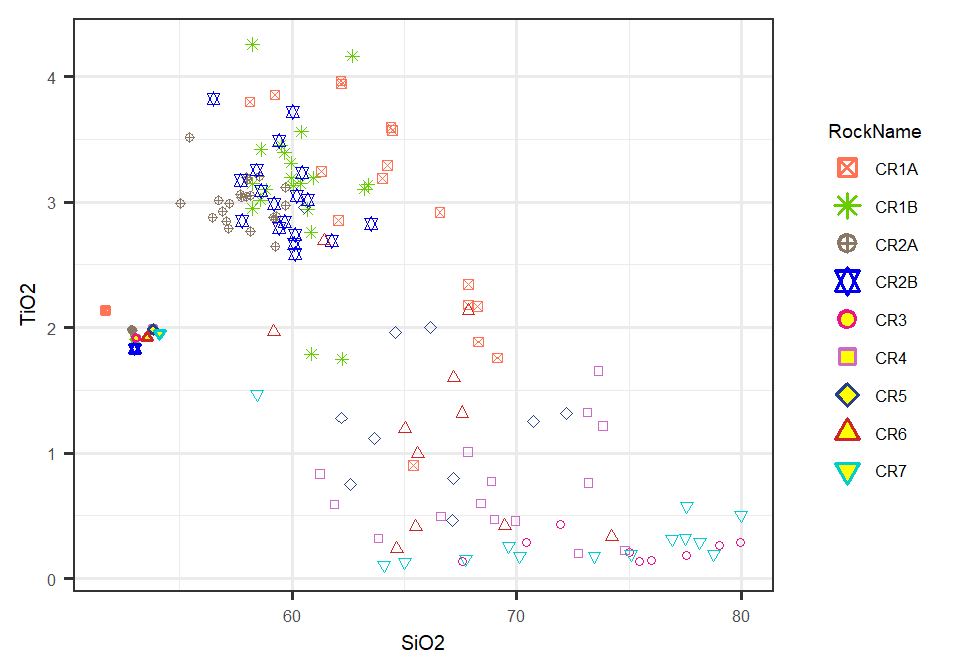 RockName
CR1A
CR1B
CR2A
CR2B
CR3
CR4
CR5
CR6
CR7
TiO2
4
3
2
1
0
60 70 80
SiO2